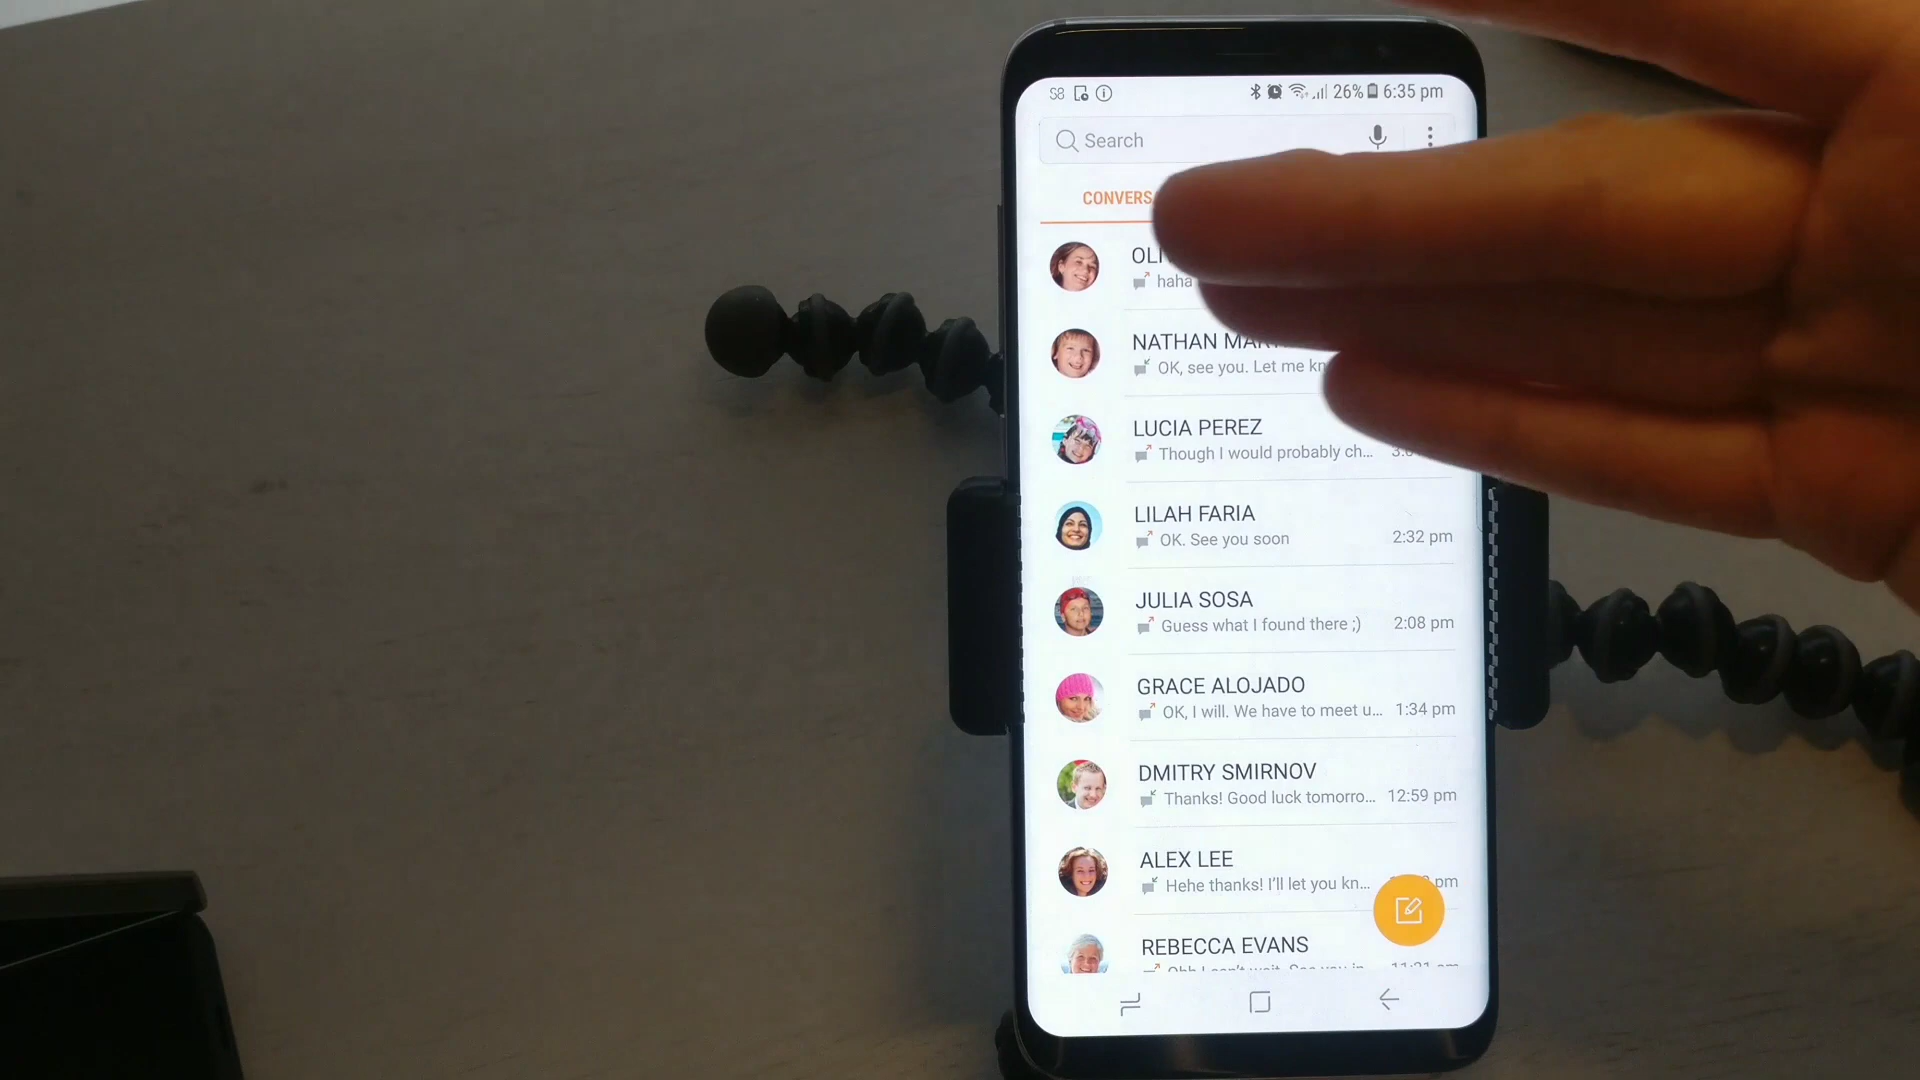 S8 26% 6:35 pm
Search
CONVERS
OLI
haha
NATHAN MAR
OK, see you. Let me kn
LUCIA PEREZ
Though I would probably ch...
LILAH FARIA
OK. See you soon 2:32 pm
JULIA SOSA
Guess what I found there ;) 2:08 pm
GRACE ALOJADO
OK, I will. We have to meet u... 1:34 pm
DMITRY SMIRNOV
Thanks! Good luck tomorro... 12:59 pm
ALEX LEE
Hehe thanks! I'll let you kn... pm
REBECCA EVANS